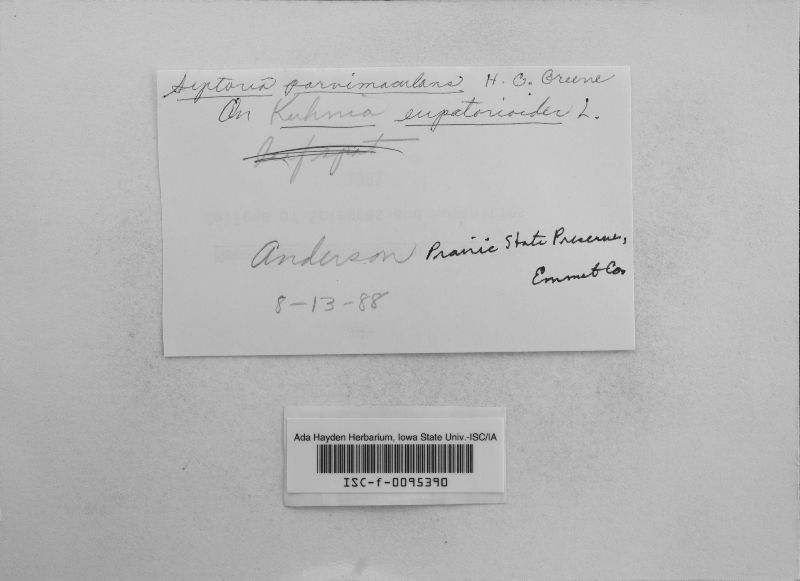 Septoria parvimaculans H. C. Greene
On Kuhnia eupatorioides L.
Anderson Prairie State Preserve,
Emmet Co.
8-13-88
Ada Hayden Herbarium, Iowa State Univ.-ISC/IA
ISC-f-0095390